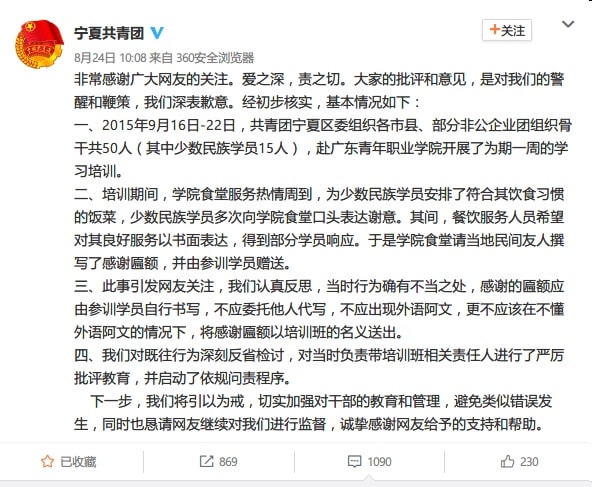 宁夏共青团
+关注
8月24日 10:08 来自 360安全浏览器
非常感谢广大网友的关注。爱之深，责之切。大家的批评和意见，是对我们的警
醒和鞭策，我们深表歉意。经初步核实，基本情况如下：
一、2015年9月16日-22日，共青团宁夏区委组织各市县、部分非公企业团组织骨
干共50人（其中少数民族学员15人），赴广东青年职业学院开展了为期一周的学
习培训。
二、培训期间，学院食堂服务热情周到，为少数民族学员安排了符合其饮食习惯
的饭菜，少数民族学员多次向学院食堂口头表达谢意。其间，餐饮服务人员希望
对其良好服务以书面表达，得到部分学员响应。于是学院食堂请当地民间友人撰
写了感谢匾额，并由参训学员赠送。
三、此事引发网友关注，我们认真反思，当时行为确有不当之处，感谢的匾额应
由参训学员自行书写，不应委托他人代写，不应出现外语阿文，更不应该在不懂
外语阿文的情况下，将感谢匾额以培训班的名义送出。
四、我们对既往行为深刻反省检讨，对当时负责带培训班相关责任人进行了严厉
批评教育，并启动了依规问责程序。
下一步，我们将引以为戒，切实加强对干部的教育和管理，避免类似错误发
生，同时也恳请网友继续对我们进行监督，诚挚感谢网友给予的支持和帮助。
已收藏 869 1090 230